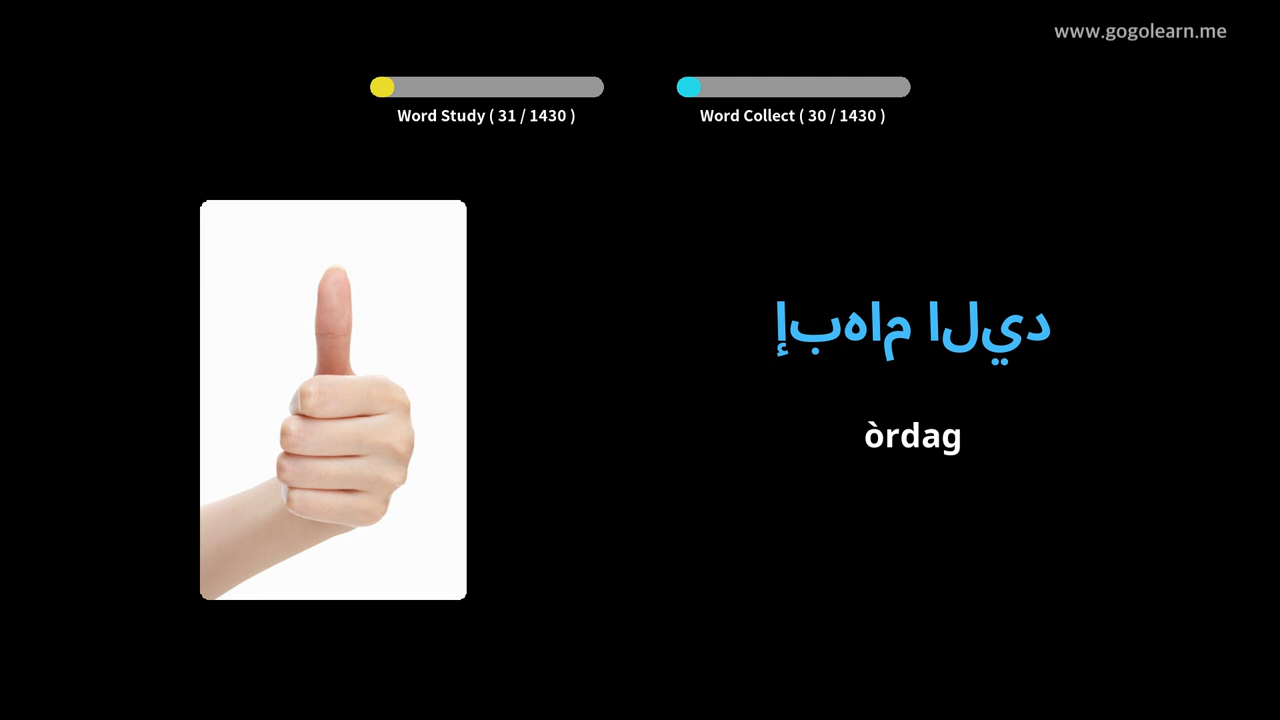 www.gogolearn.me
Word Study ( 31 / 1430 )
Word Collect ( 30 / 1430 )
إبهام اليد
òrdag